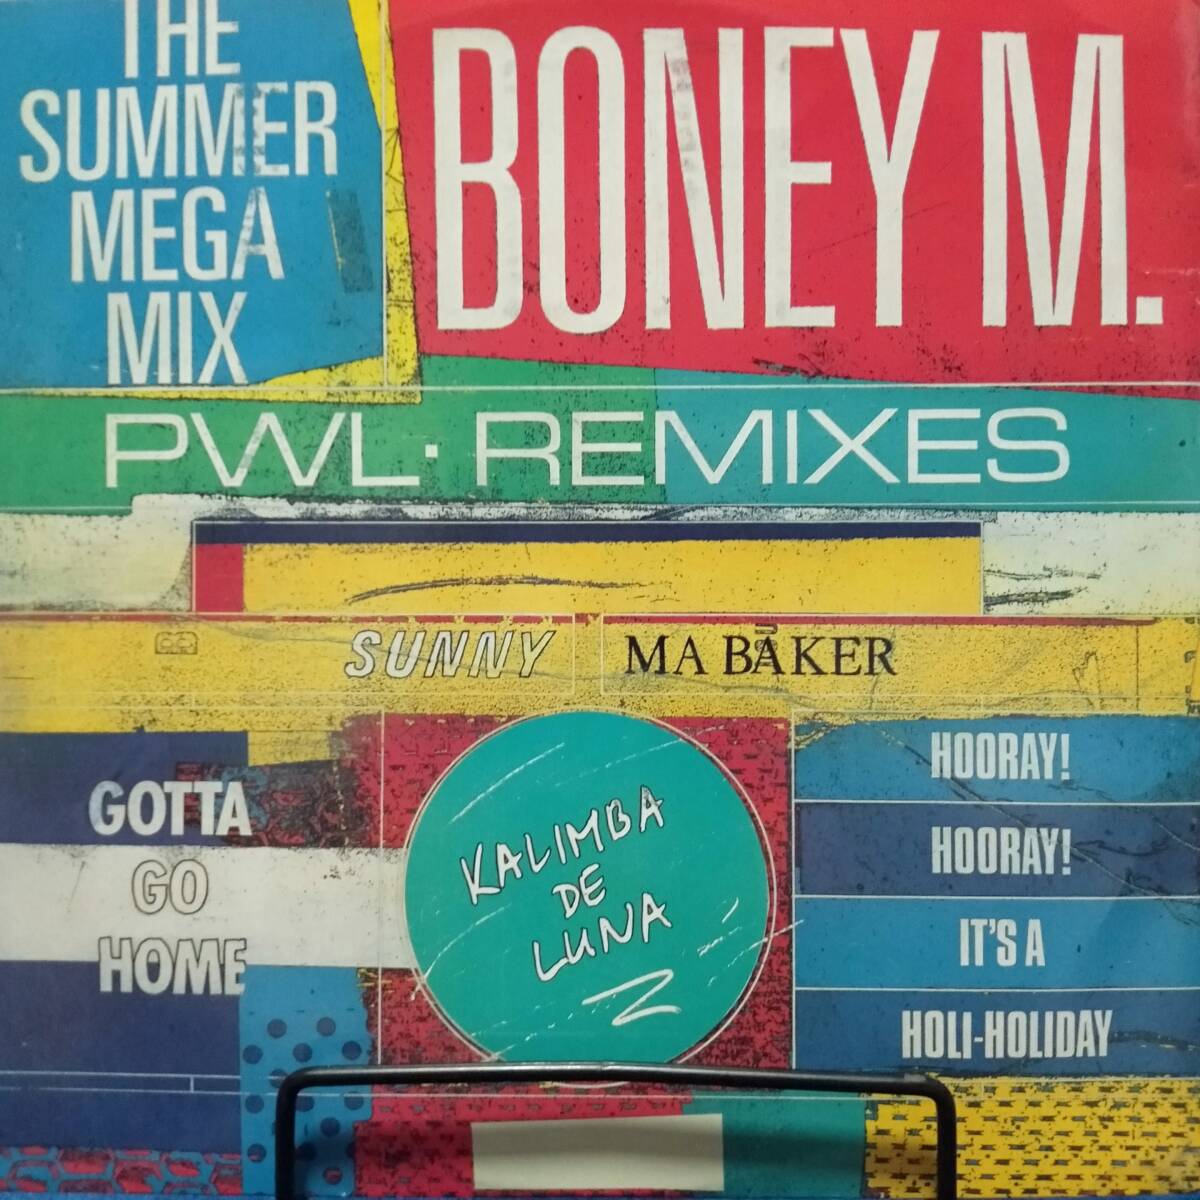 THE
SUMMER
MEGA
MIX
BONEY M.
PWL·REMIXES
SUNNY
MA BAKER
GOTTA
GO
HOME
KALIMBA
DE
LUNA
HOORAY!
HOORAY!
IT'S A
HOLI-HOLIDAY